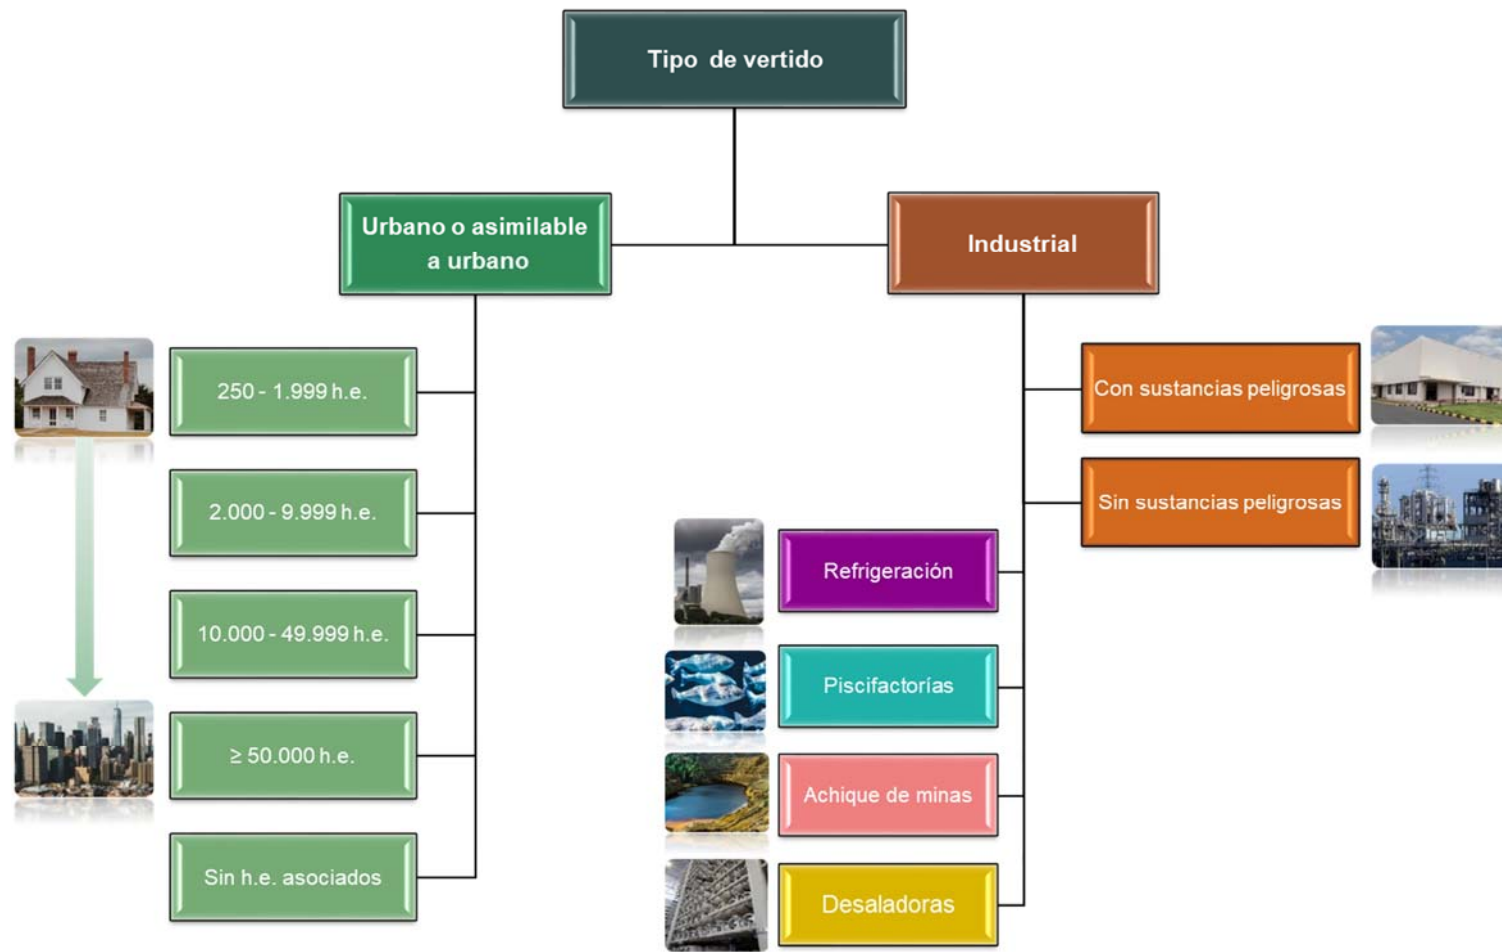 Tipo de vertido
Urbano o asimilable
a urbano
Industrial
250 - 1.999 h.e.
2.000 - 9.999 h.e.
10.000 - 49.999 h.e.
≥ 50.000 h.e.
Sin h.e. asociados
Con sustancias peligrosas
Sin sustancias peligrosas
Refrigeración
Piscifactorías
Achique de minas
Desaladoras